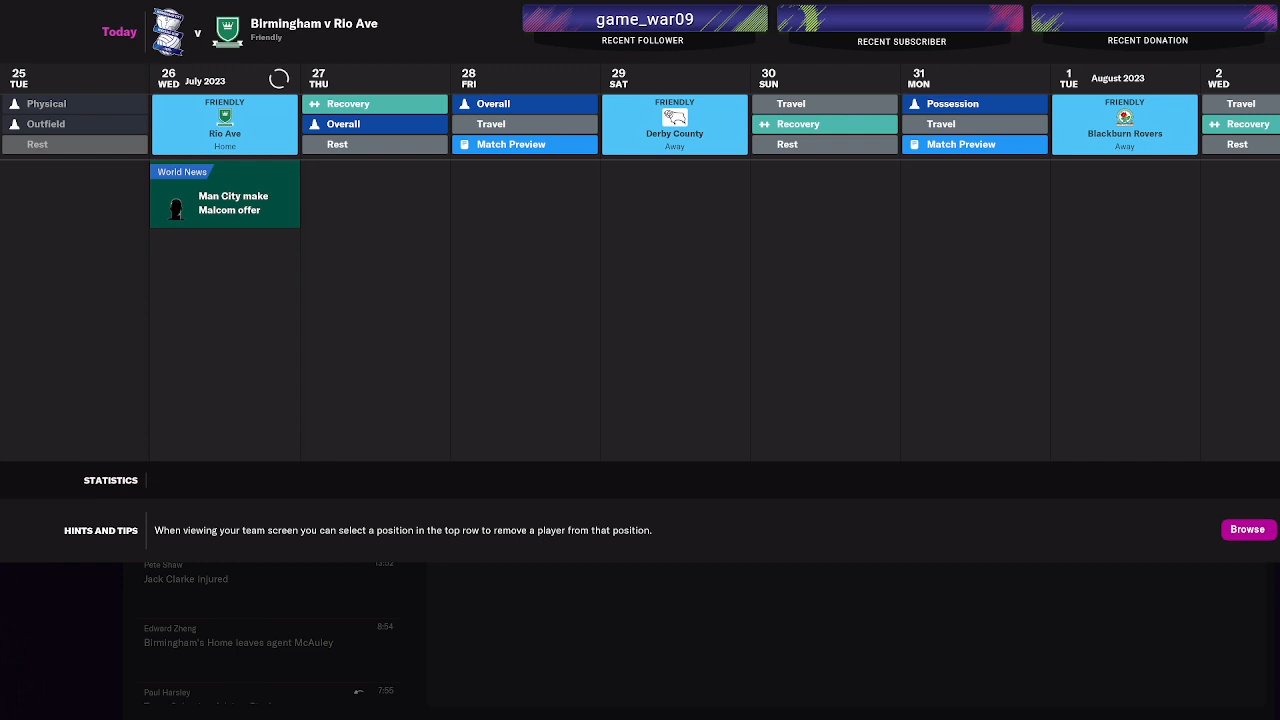 Today
v
Birmingham v Rio Ave
Friendly
game_war09
RECENT FOLLOWER
RECENT SUBSCRIBER
RECENT DONATION
25
TUE
26
WED
July 2023
27
THU
28
FRI
29
SAT
30
SUN
31
MON
1
TUE
August 2023
2
WED
Physical
Outfield
Rest
FRIENDLY
Rio Ave
Home
Recovery
Overall
Rest
Overall
Travel
Match Preview
FRIENDLY
Derby County
Away
Travel
Recovery
Rest
Possession
Travel
Match Preview
FRIENDLY
Blackburn Rovers
Away
Travel
Recovery
Rest
World News
Man City make
Malcom offer
STATISTICS
HINTS AND TIPS
When viewing your team screen you can select a position in the top row to remove a player from that position.
Browse
Pete Shaw
13:02
Jack Clarke injured
Edward Zheng
8:54
Birmingham's Home leaves agent McAuley
Paul Harsley
7:55